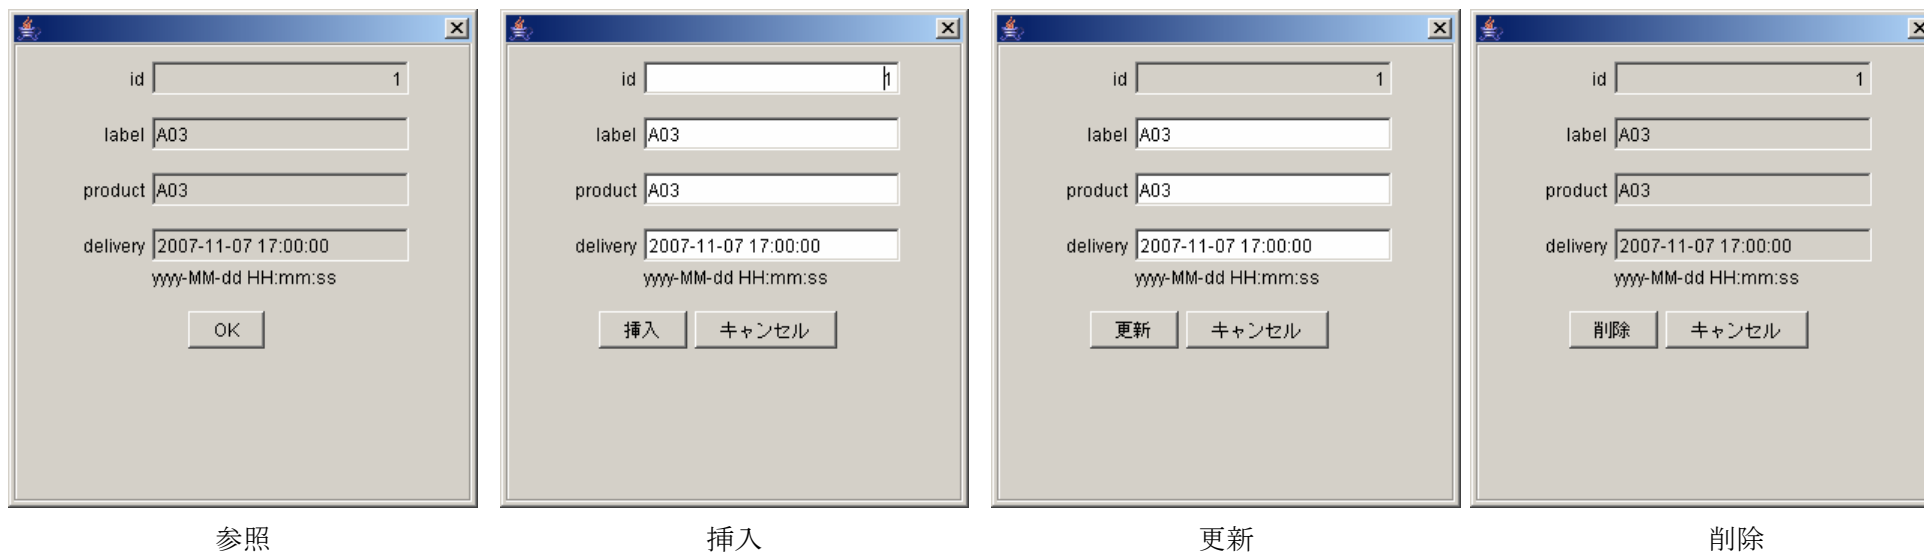 id 1
label A03
product A03
delivery 2007-11-07 17:00:00
yyyy-MM-dd HH:mm:ss
OK
参照
id 1
label A03
product A03
delivery 2007-11-07 17:00:00
yyyy-MM-dd HH:mm:ss
挿入 キャンセル
挿入
id 1
label A03
product A03
delivery 2007-11-07 17:00:00
yyyy-MM-dd HH:mm:ss
更新 キャンセル
更新
id 1
label A03
product A03
delivery 2007-11-07 17:00:00
yyyy-MM-dd HH:mm:ss
削除 キャンセル
削除